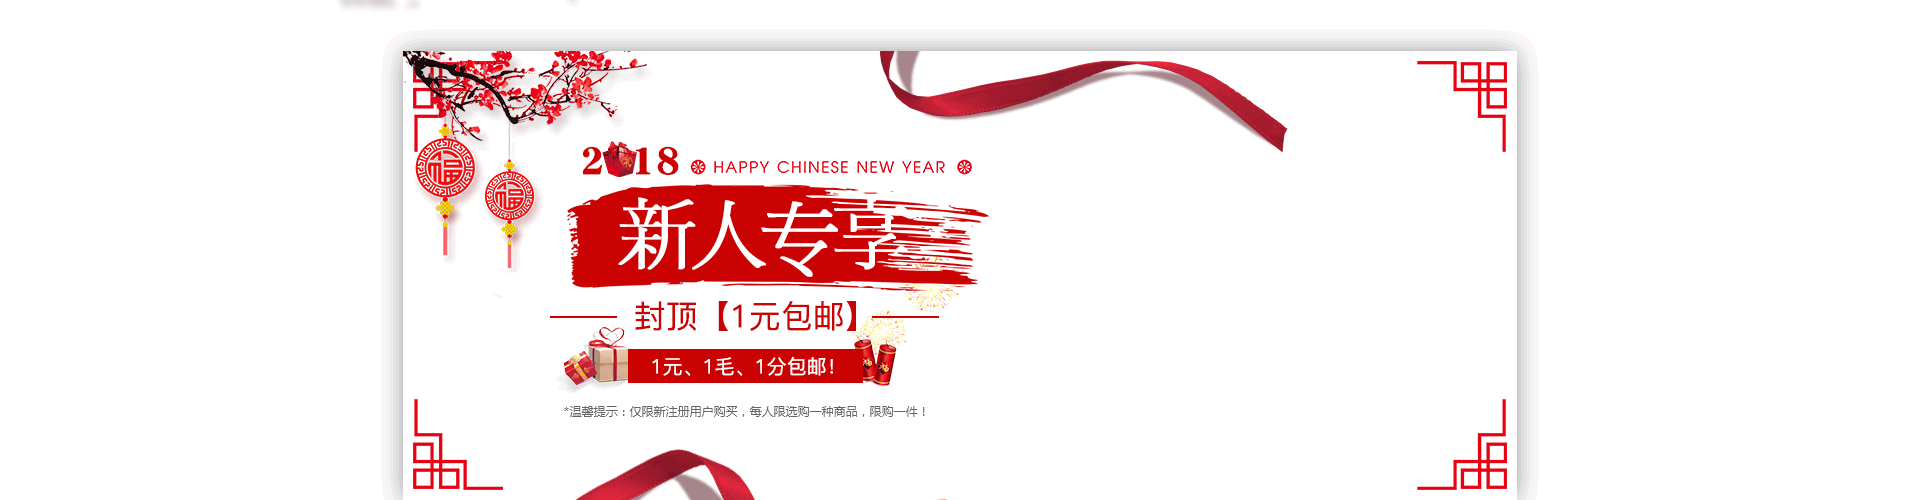 福
福
2018 HAPPY CHINESE NEW YEAR
新人专享
封顶【1元包邮】
1元、1毛、1分包邮！
*温馨提示：仅限新注册用户购买，每人限选购一种商品，限购一件！